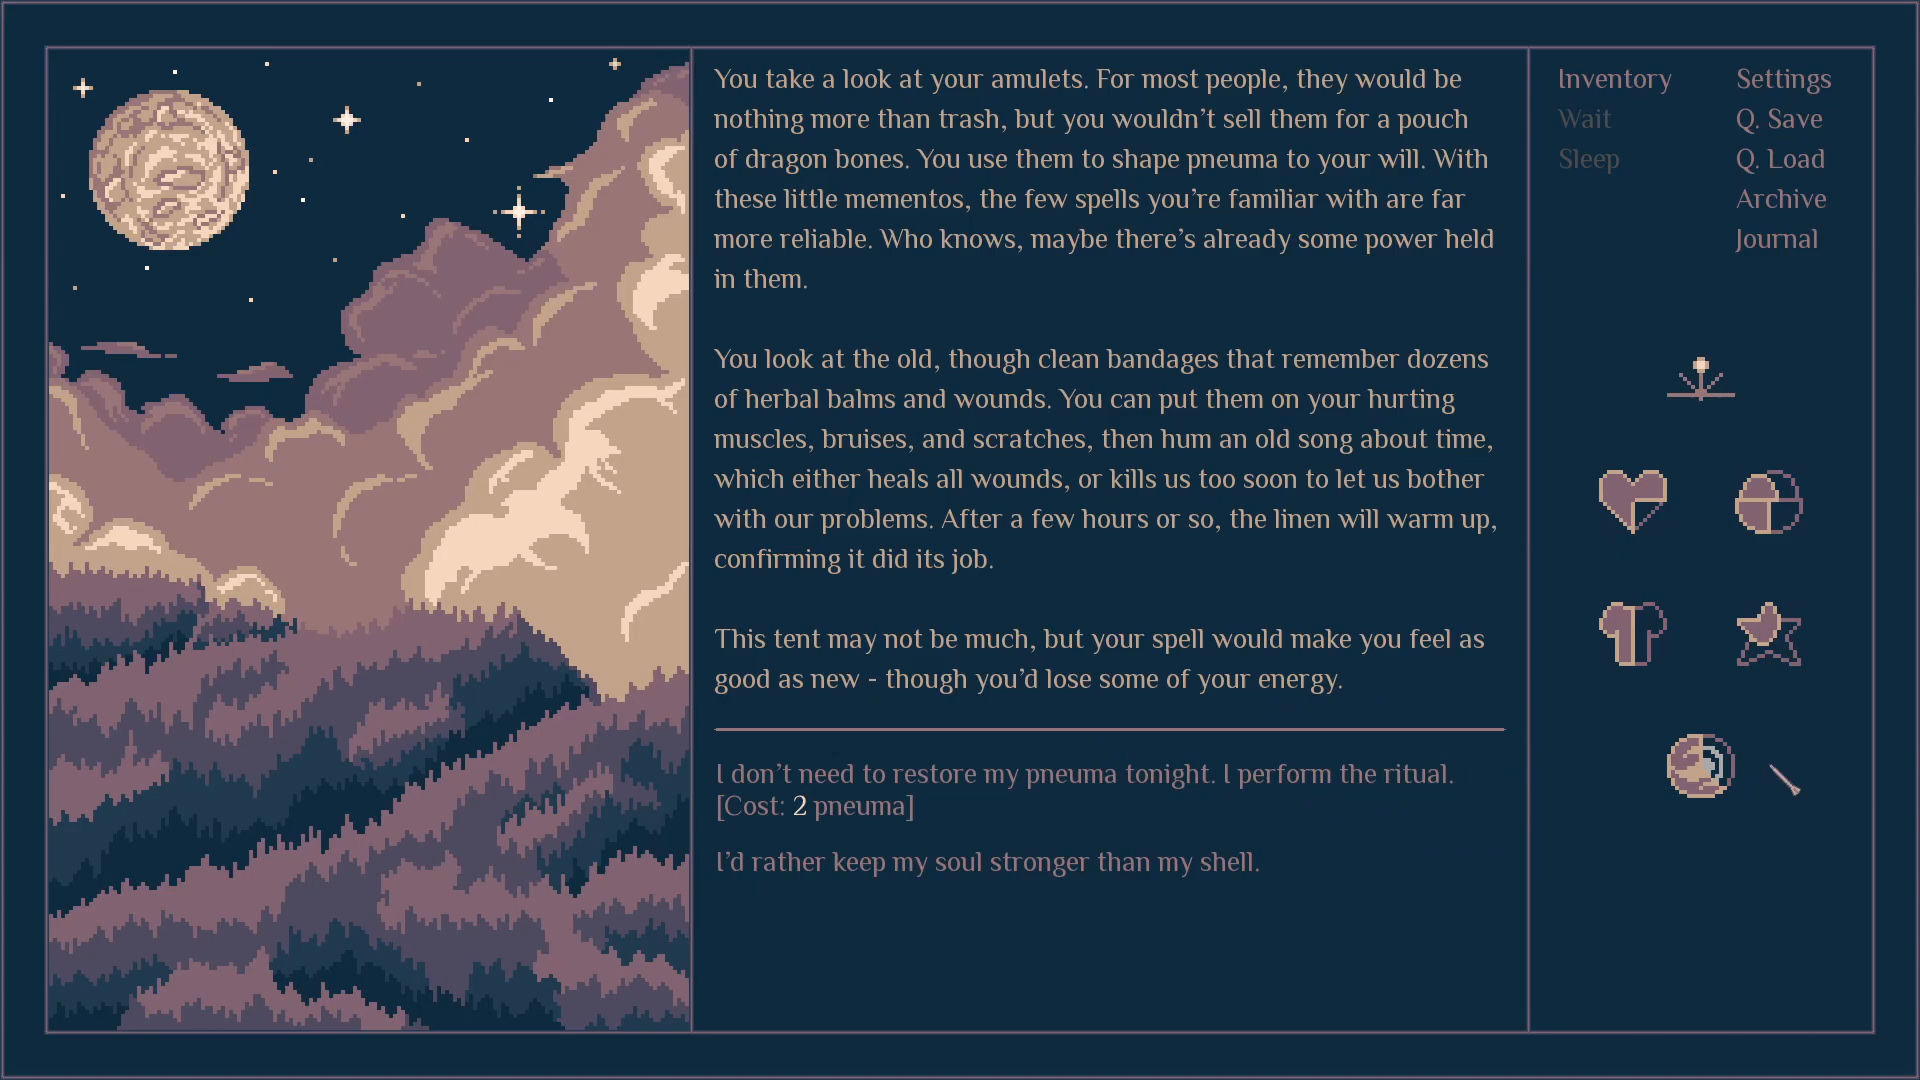 You take a look at your amulets. For most people, they would be
nothing more than trash, but you wouldn’t sell them for a pouch
of dragon bones. You use them to shape pneuma to your will. With
these little mementos, the few spells you’re familiar with are far
more reliable. Who knows, maybe there’s already some power held
in them.
You look at the old, though clean bandages that remember dozens
of herbal balms and wounds. You can put them on your hurting
muscles, bruises, and scratches, then hum an old song about time,
which either heals all wounds, or kills us too soon to let us bother
with our problems. After a few hours or so, the linen will warm up,
confirming it did its job.
This tent may not be much, but your spell would make you feel as
good as new - though you’d lose some of your energy.
I don’t need to restore my pneuma tonight. I perform the ritual.
[Cost: 2 pneuma]
I’d rather keep my soul stronger than my shell.
Inventory
Wait
Sleep
Settings
Q. Save
Q. Load
Archive
Journal